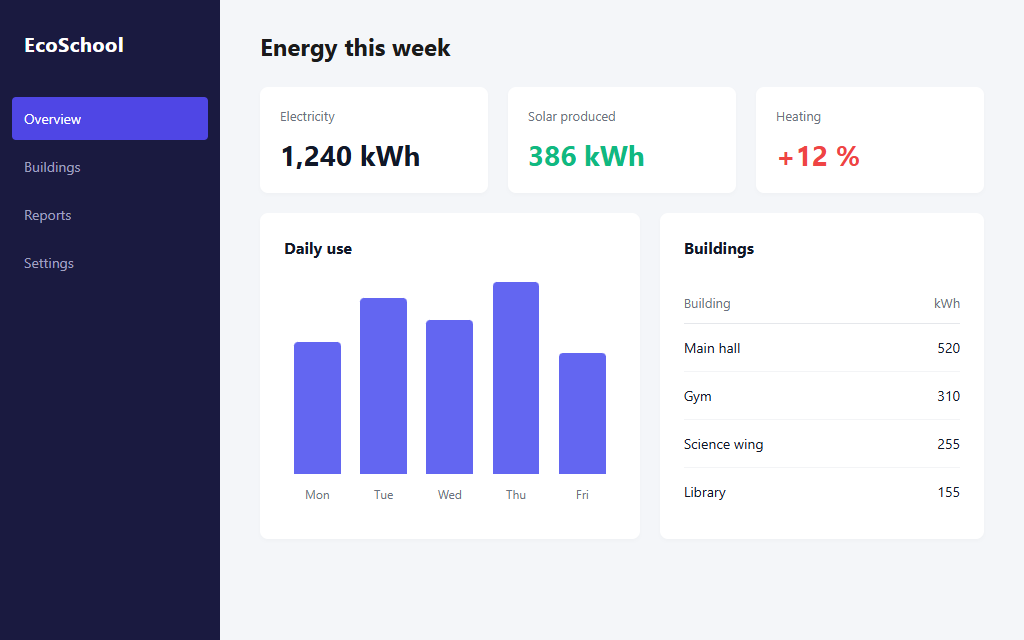 EcoSchool
Overview
Buildings
Reports
Settings
Energy this week
Electricity
1,240 kWh
Solar produced
386 kWh
Heating
+12 %
Daily use
Mon Tue Wed Thu Fri
Buildings
Building kWh
Main hall 520
Gym 310
Science wing 255
Library 155